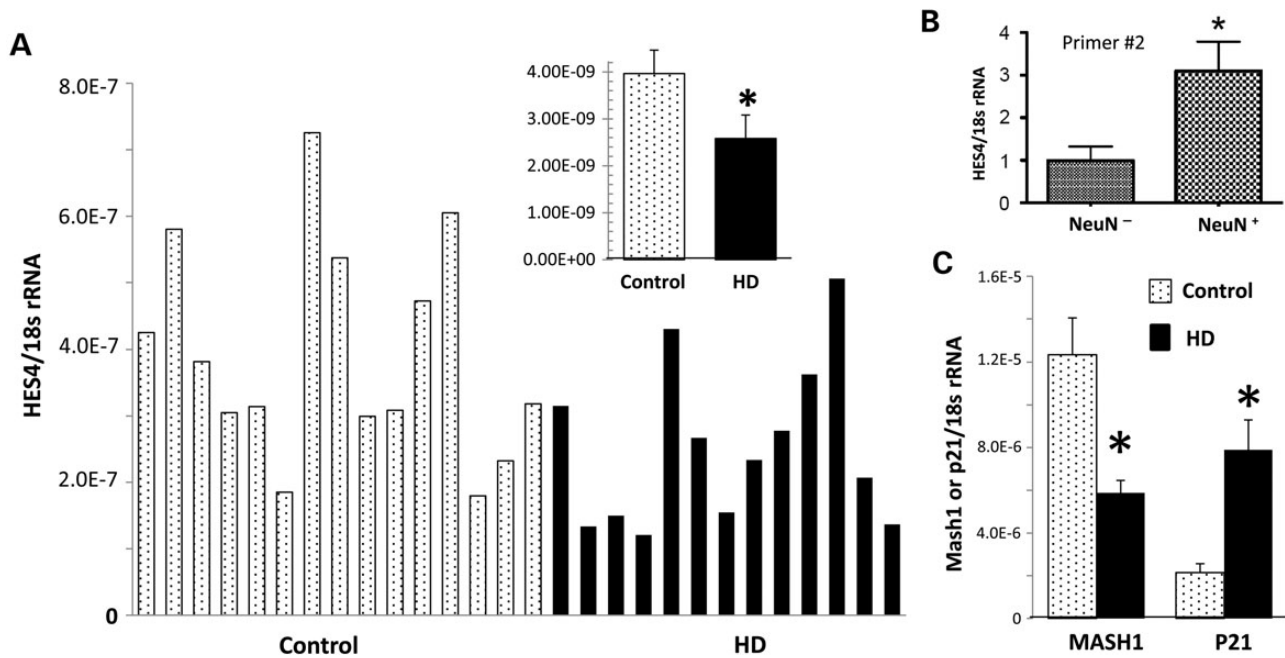 A
HES4/18s rRNA
8.0E-7
6.0E-7
4.0E-7
2.0E-7
0
Control
HD
4.00E-09
3.00E-09
2.00E-09
1.00E-09
0.00E+00
*
Control
HD
B
Primer #2
*
HES4/18s rRNA
4
3
2
1
0
NeuN –
NeuN +
C
Mash1 or p21/18s rRNA
1.6E-5
1.2E-5
8.0E-6
4.0E-6
0
Control
HD
*
*
MASH1
P21